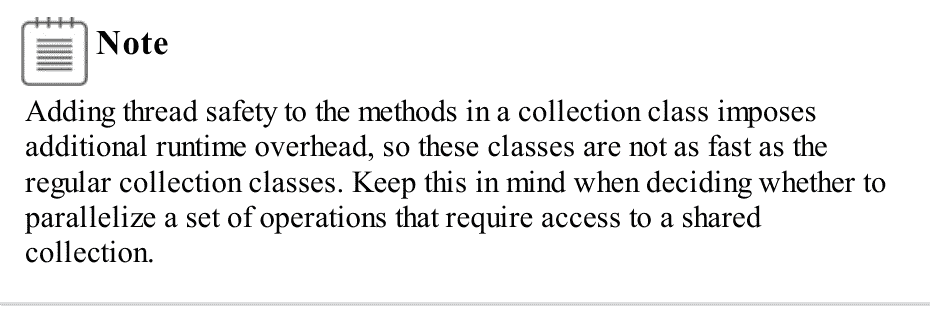 Note
Adding thread safety to the methods in a collection class imposes
additional runtime overhead, so these classes are not as fast as the
regular collection classes. Keep this in mind when deciding whether to
parallelize a set of operations that require access to a shared
collection.